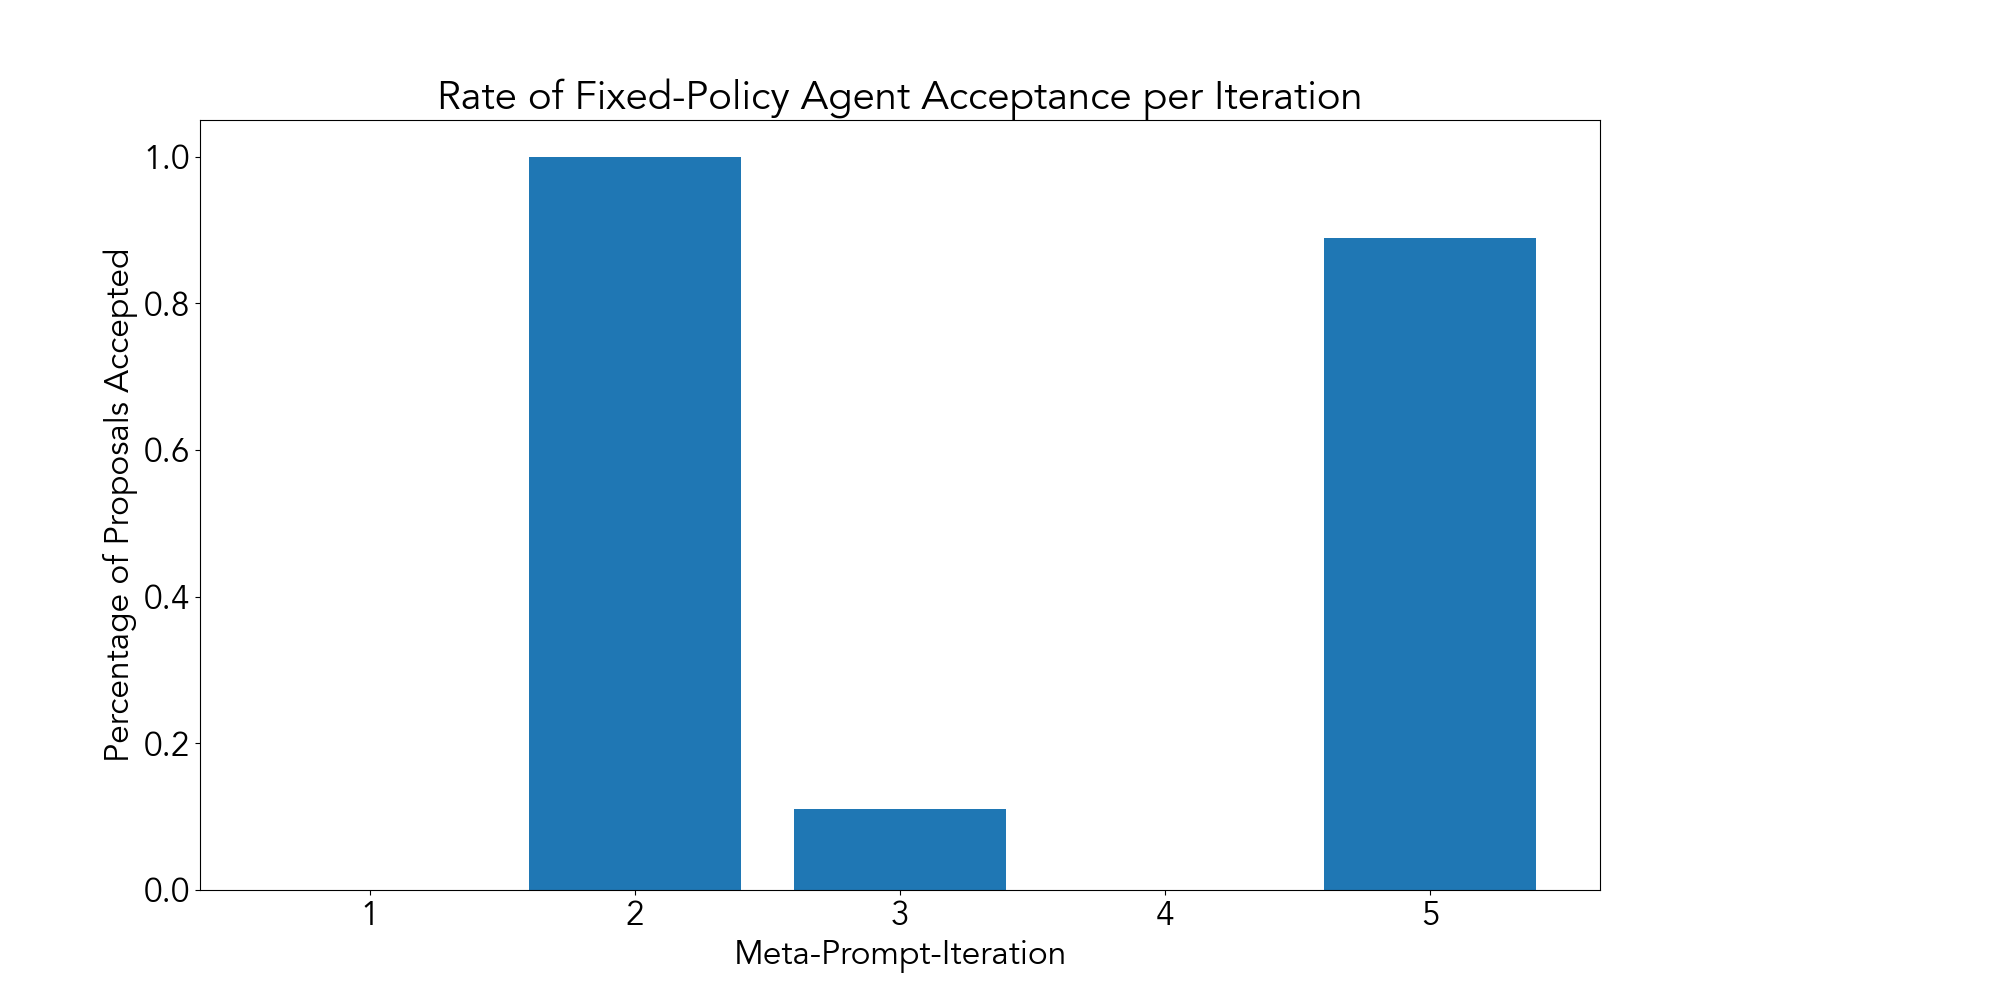 Rate of Fixed-Policy Agent Acceptance per Iteration
Percentage of Proposals Accepted
1.0
0.8
0.6
0.4
0.2
0.0
1 2 3 4 5
Meta-Prompt-Iteration